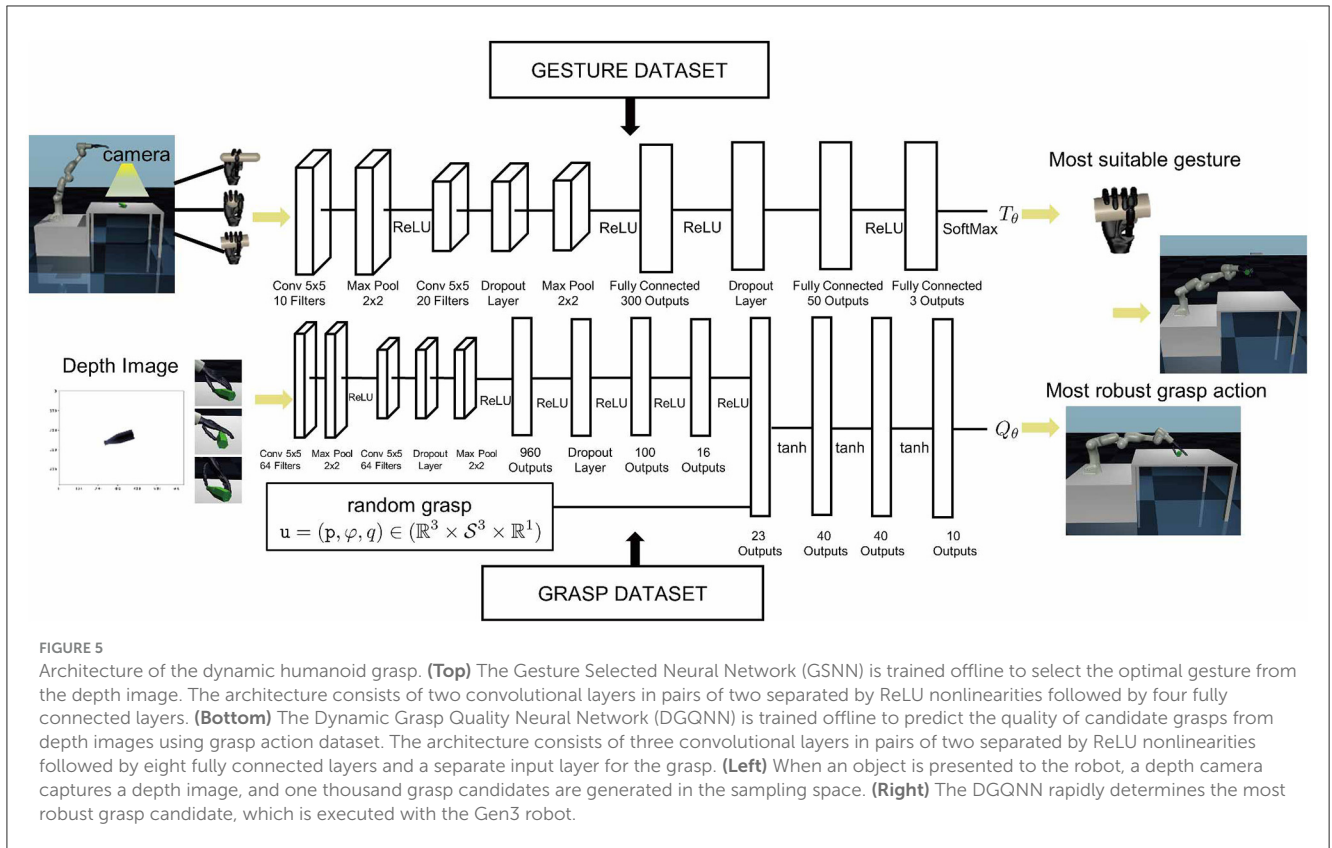 GESTURE DATASET
camera
Most suitable gesture
ReLU
ReLU
ReLU
ReLU
SoftMax
T_θ
Conv 5x5
10 Filters
Max Pool
2x2
Conv 5x5
20 Filters
Dropout
Layer
Max Pool
2x2
Fully Connected
300 Outputs
Dropout
Layer
Fully Connected
50 Outputs
Fully Connected
3 Outputs
Depth Image
ReLU
ReLU
ReLU
ReLU
ReLU
ReLU
tanh
tanh
tanh
Q_θ
Most robust grasp action
Conv 5x5
64 Filters
Max Pool
2x2
Conv 5x5
64 Filters
Dropout
Layer
Max Pool
2x2
960
Outputs
Dropout
Layer
100
Outputs
16
Outputs
random grasp
u = (p, φ, q) ∈ (ℝ³ × 𝒮³ × ℝ¹)
23
Outputs
40
Outputs
40
Outputs
10
Outputs
GRASP DATASET
FIGURE 5
Architecture of the dynamic humanoid grasp. (Top) The Gesture Selected Neural Network (GSNN) is trained offline to select the optimal gesture from
the depth image. The architecture consists of two convolutional layers in pairs of two separated by ReLU nonlinearities followed by four fully
connected layers. (Bottom) The Dynamic Grasp Quality Neural Network (DGQNN) is trained offline to predict the quality of candidate grasps from
depth images using grasp action dataset. The architecture consists of three convolutional layers in pairs of two separated by ReLU nonlinearities
followed by eight fully connected layers and a separate input layer for the grasp. (Left) When an object is presented to the robot, a depth camera
captures a depth image, and one thousand grasp candidates are generated in the sampling space. (Right) The DGQNN rapidly determines the most
robust grasp candidate, which is executed with the Gen3 robot.